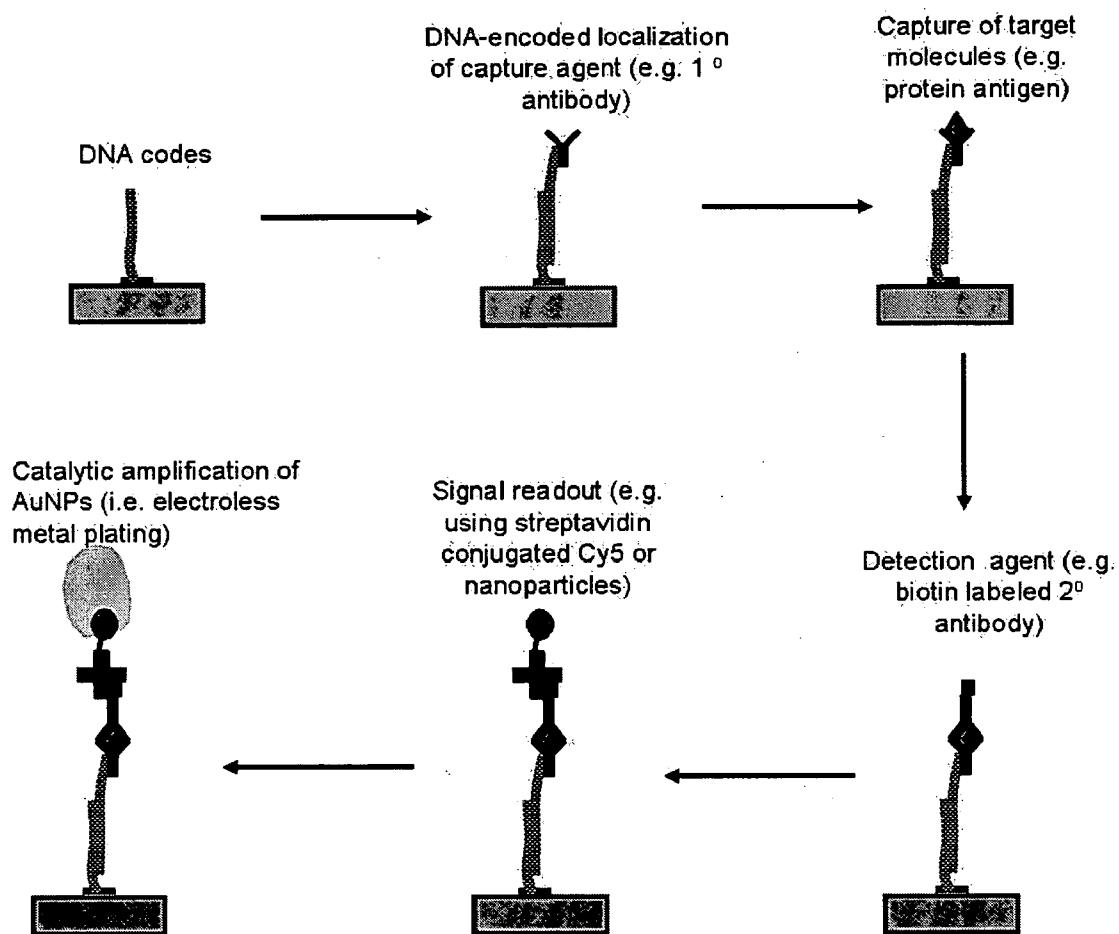 DNA codes
DNA-encoded localization
of capture agent (e.g. 1 º
antibody)
Capture of target
molecules (e.g.
protein antigen)
Detection agent (e.g.
biotin labeled 2º
antibody)
Signal readout (e.g.
using streptavidin
conjugated Cy5 or
nanoparticles)
Catalytic amplification of
AuNPs (i.e. electroless
metal plating)